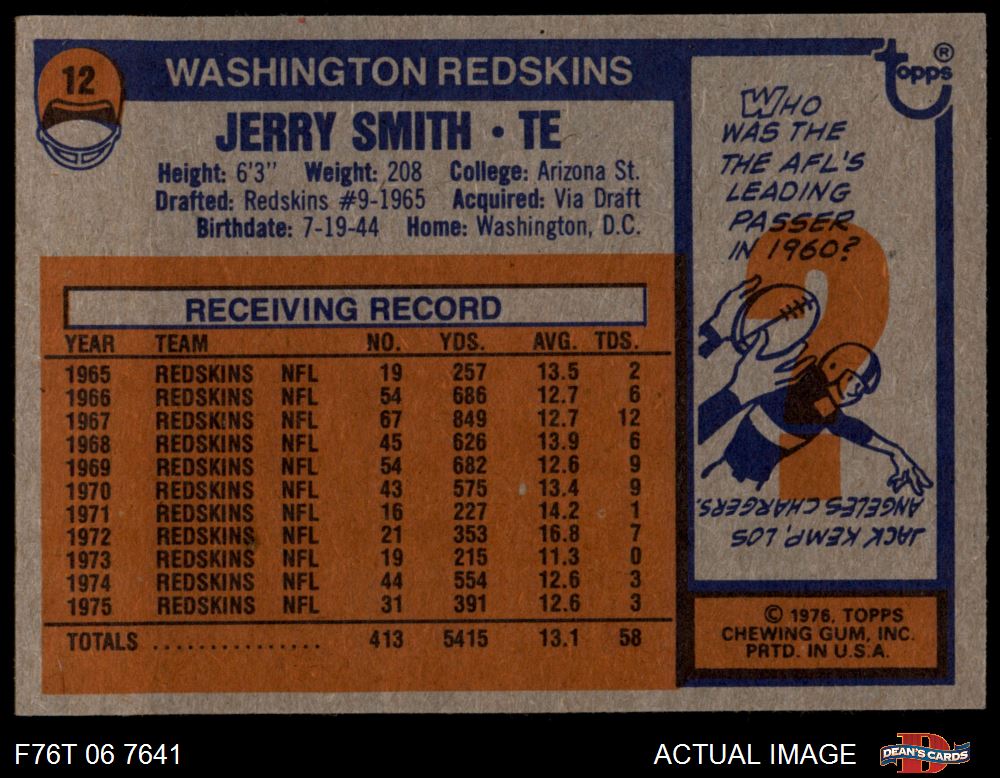 12
WASHINGTON REDSKINS
JERRY SMITH • TE
Height: 6'3" Weight: 208 College: Arizona St.
Drafted: Redskins #9-1965 Acquired: Via Draft
Birthdate: 7-19-44 Home: Washington, D.C.
RECEIVING RECORD
YEAR TEAM NO. YDS. AVG. TDS.
1965 REDSKINS NFL 19 257 13.5 2
1966 REDSKINS NFL 54 686 12.7 6
1967 REDSKINS NFL 67 849 12.7 12
1968 REDSKINS NFL 45 626 13.9 6
1969 REDSKINS NFL 54 682 12.6 9
1970 REDSKINS NFL 43 575 13.4 9
1971 REDSKINS NFL 16 227 14.2 1
1972 REDSKINS NFL 21 353 16.8 7
1973 REDSKINS NFL 19 215 11.3 0
1974 REDSKINS NFL 44 554 12.6 3
1975 REDSKINS NFL 31 391 12.6 3
TOTALS ................ 413 5415 13.1 58
topps®
WHO
WAS THE
THE AFL'S
LEADING
PASSER
IN 1960?
?
JACK KEMP, LOS
ANGELES CHARGERS.
© 1976, TOPPS
CHEWING GUM, INC.
PRTD. IN U.S.A.
F76T 06 7641
ACTUAL IMAGE
D
DEAN'S CARDS